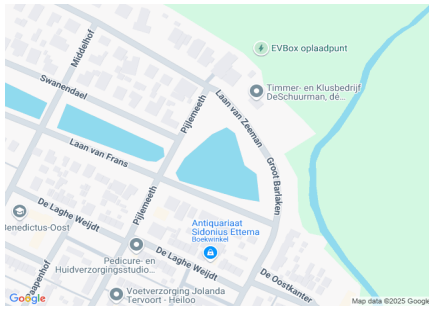 EVBox oplaadpunt
Timmer- en Klusbedrijf
DeSchuurman, dé...
Middelhof
Swanendael
Pijlemeeth
Laan van Zeeman
Laan van Frans
Groot Barlaken
Pijlemeeth
De Laghe Weijdt
Benedictus-Oost
Antiquariaat
Sidonius Ettema
Boekwinkel
De Laghe Weijdt
Pedicure- en
Huidverzorgingsstudio...
De Oostkanter
Voetverzorging Jolanda
Tervoort - Heiloo
Google
Map data ©2025 Google